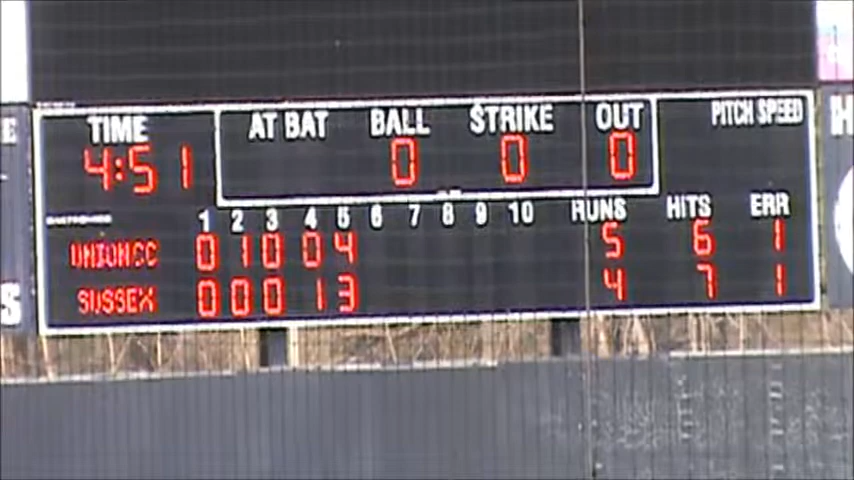 TIME AT BAT BALL STRIKE OUT PITCH SPEED
4:51 0 0 0
1 2 3 4 5 6 7 8 9 10 RUNS HITS ERR
UNIONCC 0 1 0 0 4 5 6 1
SUSSEX 0 0 0 1 3 4 7 1